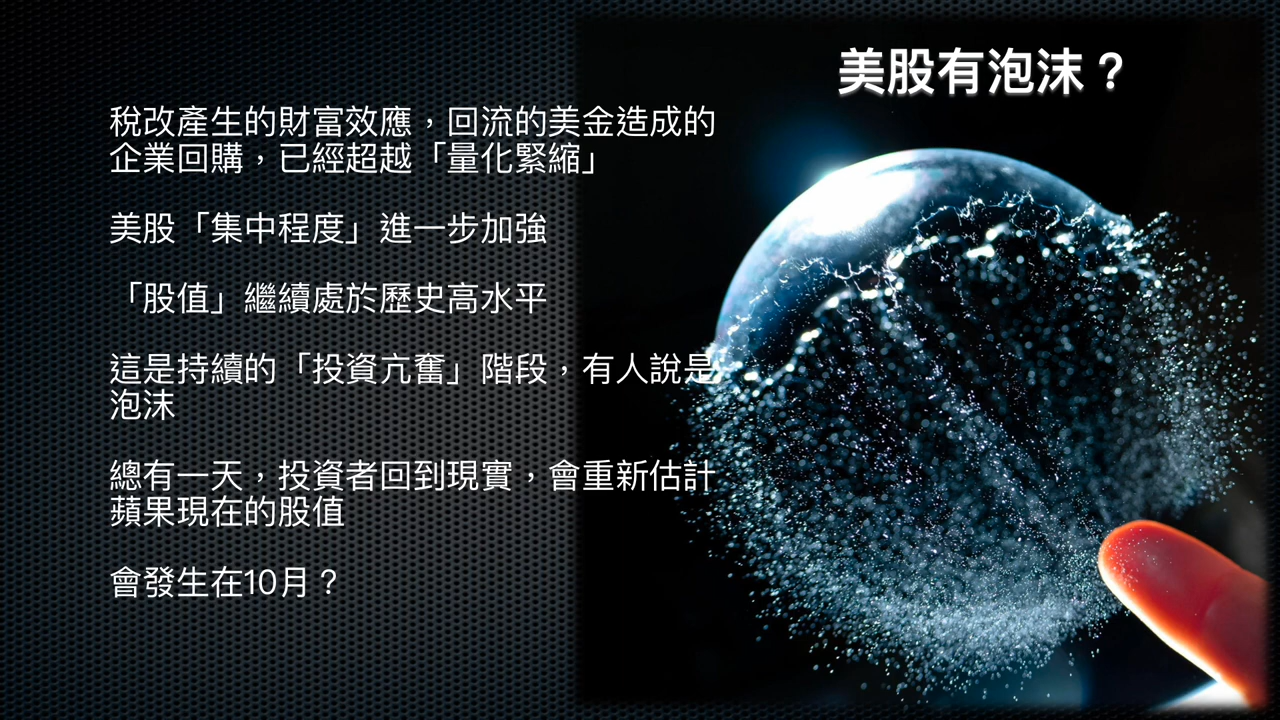 美股有泡沫？
稅改產生的財富效應，回流的美金造成的
企業回購，已經超越「量化緊縮」
美股「集中程度」進一步加強
「股值」繼續處於歷史高水平
這是持續的「投資亢奮」階段，有人說是
泡沫
總有一天，投資者回到現實，會重新估計
蘋果現在的股值
會發生在10月？